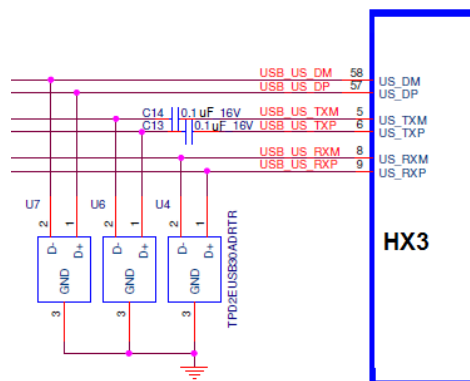 USB_US_DM 58 US_DM
USB_US_DP 57 US_DP
C14 0.1uF 16V USB_US_TXM 5 US_TXM
C13 0.1uF 16V USB_US_TXP 6 US_TXP
USB_US_RXM 8 US_RXM
USB_US_RXP 9 US_RXP
U7 U6 U4
2 1 2 1 2 1
D- D+ D- D+ D- D+
GND GND GND
3 3 3
TPD2EUSB30ADRTR
HX3